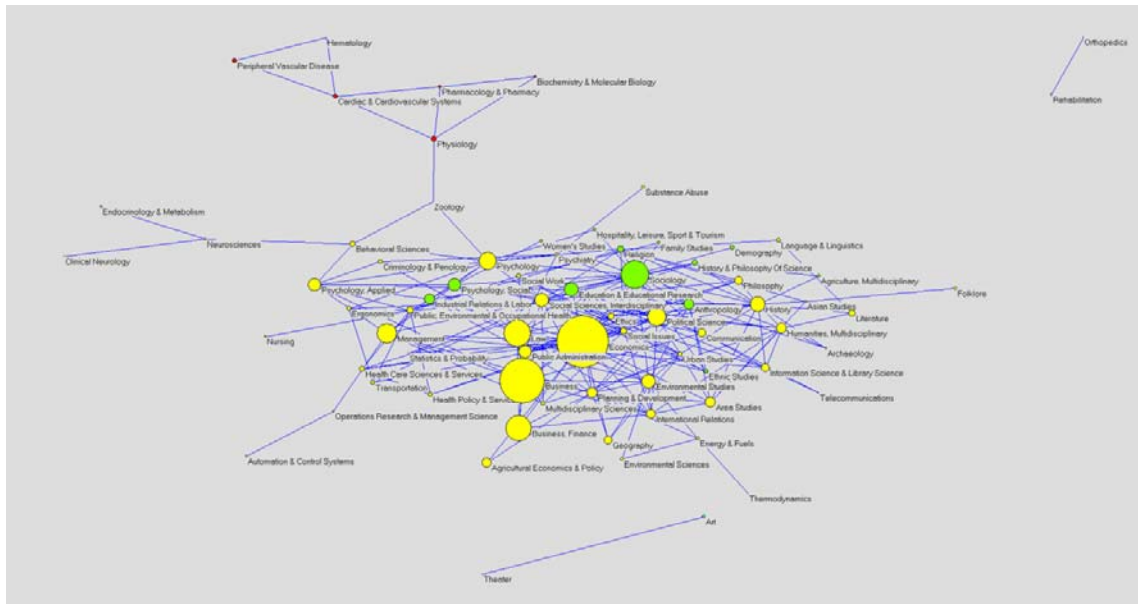 Hematology
Orthopedics
Peripheral Vascular Disease
Biochemistry & Molecular Biology
Pharmacology & Pharmacy
Cardiac & Cardiovascular Systems
Rehabilitation
Physiology
Substance Abuse
Zoology
Endocrinology & Metabolism
Hospitality, Leisure, Sport & Tourism
Neurosciences
Behavioral Sciences
Women's Studies
Family Studies
Language & Linguistics
Religion
Demography
Clinical Neurology
Psychiatry
Criminology & Penology
Psychology
History & Philosophy Of Science
Social Work
Sociology
Agriculture, Multidisciplinary
Psychology, Applied
Psychology, Social
Philosophy
Education & Educational Research
Folklore
Industrial Relations & Labor
Social Sciences, Interdisciplinary
Anthropology
History
Asian Studies
Ergonomics
Public, Environmental & Occupational Health
Literature
Ethics
Political Science
Nursing
Management
Law
Social Issues
Communication
Humanities, Multidisciplinary
Economics
Archaeology
Statistics & Probability
Public Administration
Urban Studies
Health Care Sciences & Services
Ethnic Studies
Information Science & Library Science
Transportation
Business
Environmental Studies
Health Policy & Services
Planning & Development
Telecommunications
Multidisciplinary Sciences
Area Studies
Operations Research & Management Science
International Relations
Business, Finance
Geography
Energy & Fuels
Automation & Control Systems
Environmental Sciences
Agricultural Economics & Policy
Thermodynamics
Art
Theater